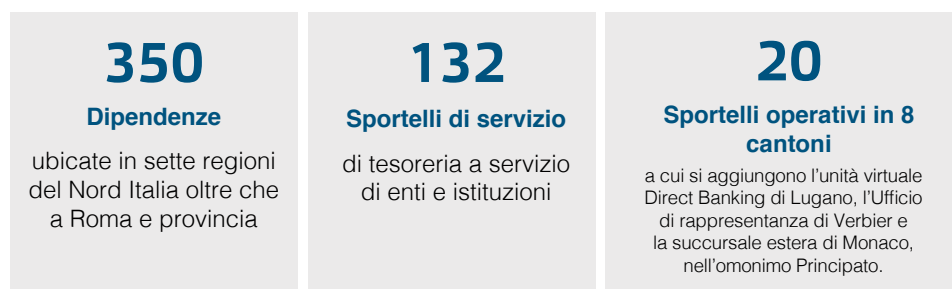 350
Dipendenze
ubicate in sette regioni
del Nord Italia oltre che
a Roma e provincia
132
Sportelli di servizio
di tesoreria a servizio
di enti e istituzioni
20
Sportelli operativi in 8
cantoni
a cui si aggiungono l’unità virtuale
Direct Banking di Lugano, l’Ufficio
di rappresentanza di Verbier e
la succursale estera di Monaco,
nell’omonimo Principato.